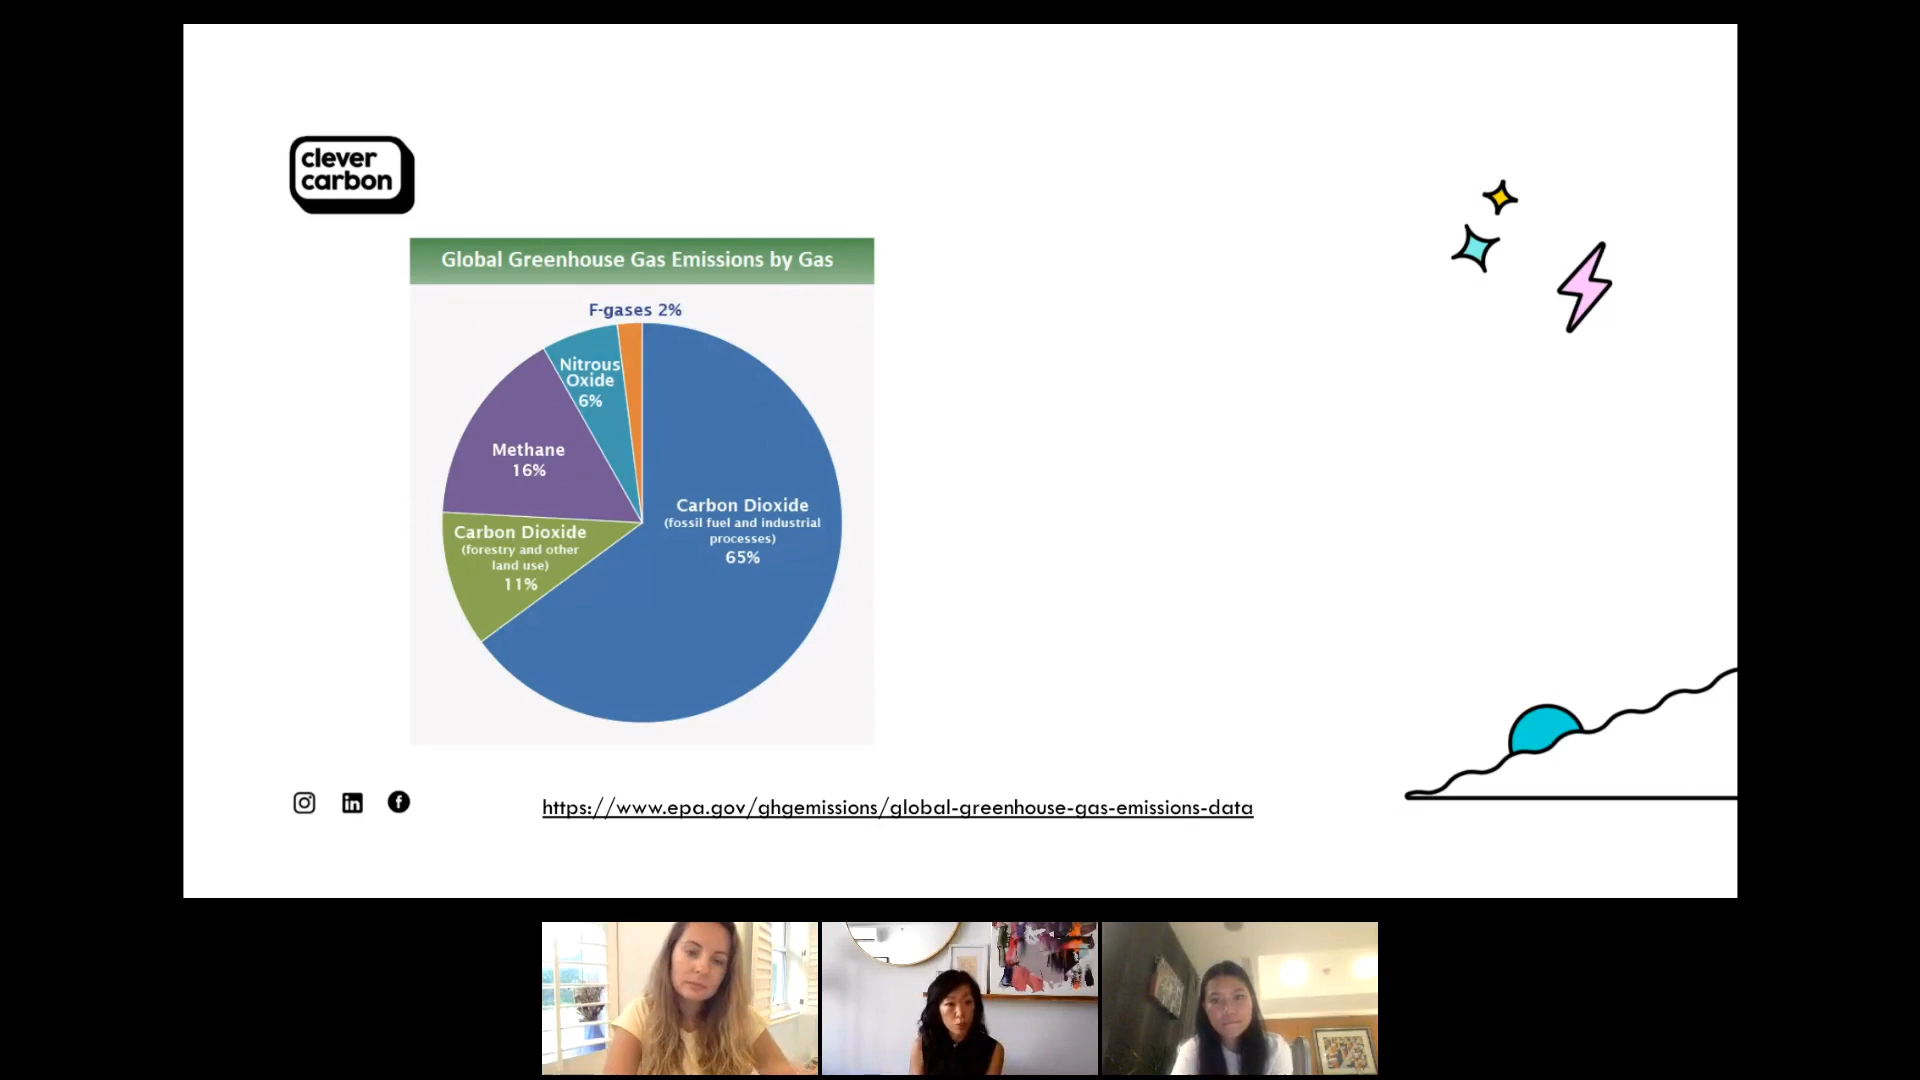 clever
carbon
Global Greenhouse Gas Emissions by Gas
F-gases 2%
Nitrous
Oxide
6%
Methane
16%
Carbon Dioxide
(forestry and other
land use)
11%
Carbon Dioxide
(fossil fuel and industrial
processes)
65%
in
f
https://www.epa.gov/ghgemissions/global-greenhouse-gas-emissions-data